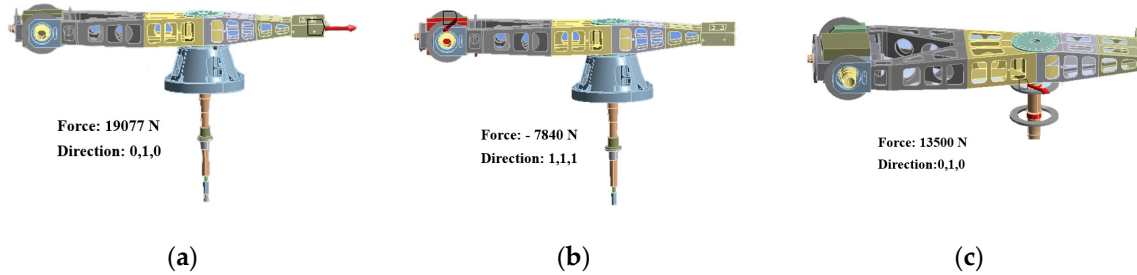 Force: 19077 N
Direction: 0,1,0
Force: - 7840 N
Direction: 1,1,1
Force: 13500 N
Direction:0,1,0
(a)
(b)
(c)